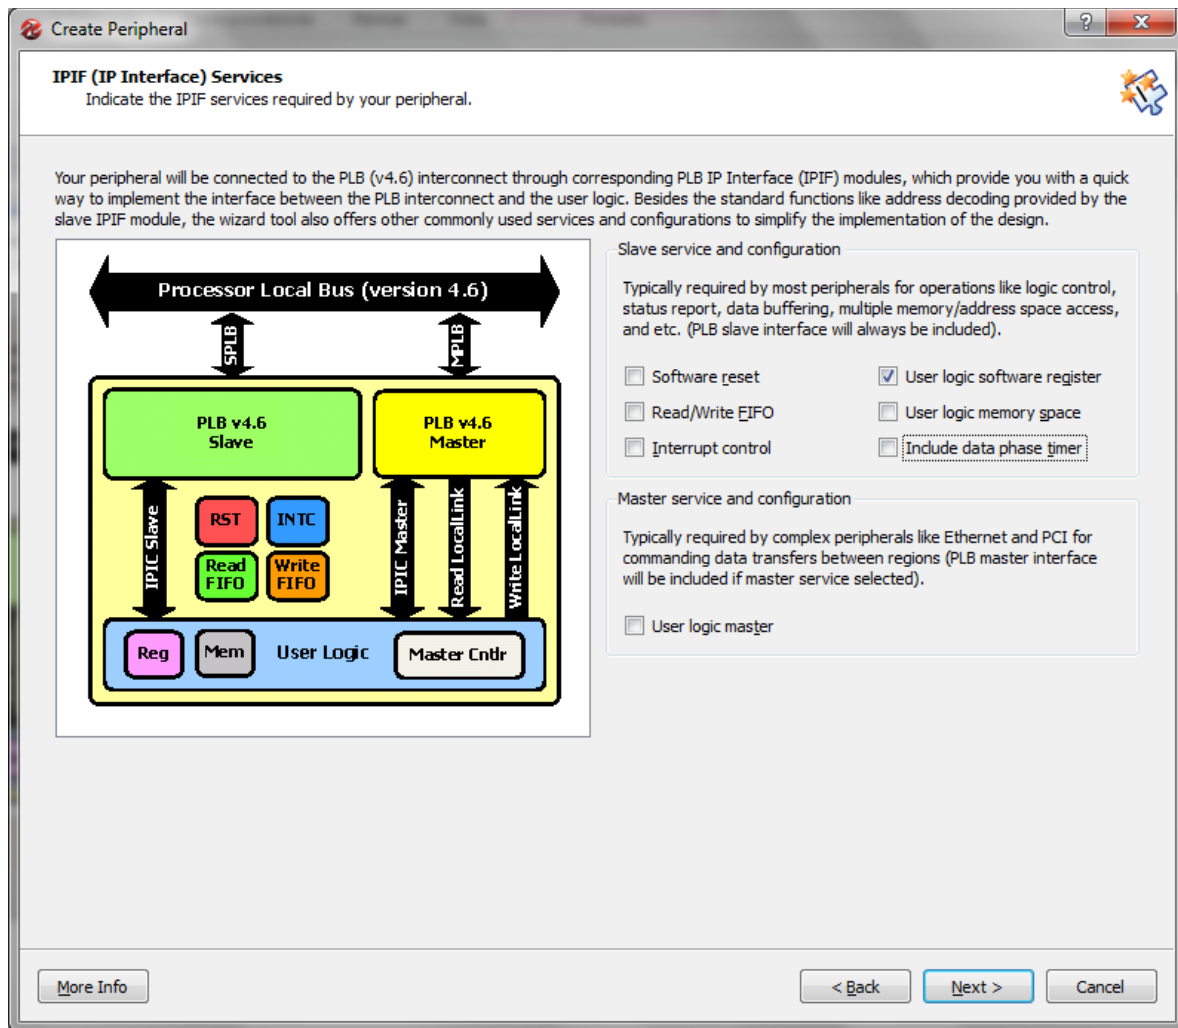 Create Peripheral
?
X
IPIF (IP Interface) Services
Indicate the IPIF services required by your peripheral.
Your peripheral will be connected to the PLB (v4.6) interconnect through corresponding PLB IP Interface (IPIF) modules, which provide you with a quick
way to implement the interface between the PLB interconnect and the user logic. Besides the standard functions like address decoding provided by the
slave IPIF module, the wizard tool also offers other commonly used services and configurations to simplify the implementation of the design.
Processor Local Bus (version 4.6)
SPLB
MPLB
PLB v4.6
Slave
PLB v4.6
Master
IPIC Slave
RST
INTC
Read
FIFO
Write
FIFO
IPIC Master
Read LocalLink
Write LocalLink
Reg
Mem
User Logic
Master Cntlr
Slave service and configuration
Typically required by most peripherals for operations like logic control,
status report, data buffering, multiple memory/address space access,
and etc. (PLB slave interface will always be included).
Software reset
User logic software register
Read/Write FIFO
User logic memory space
Interrupt control
Include data phase timer
Master service and configuration
Typically required by complex peripherals like Ethernet and PCI for
commanding data transfers between regions (PLB master interface
will be included if master service selected).
User logic master
More Info
< Back
Next >
Cancel